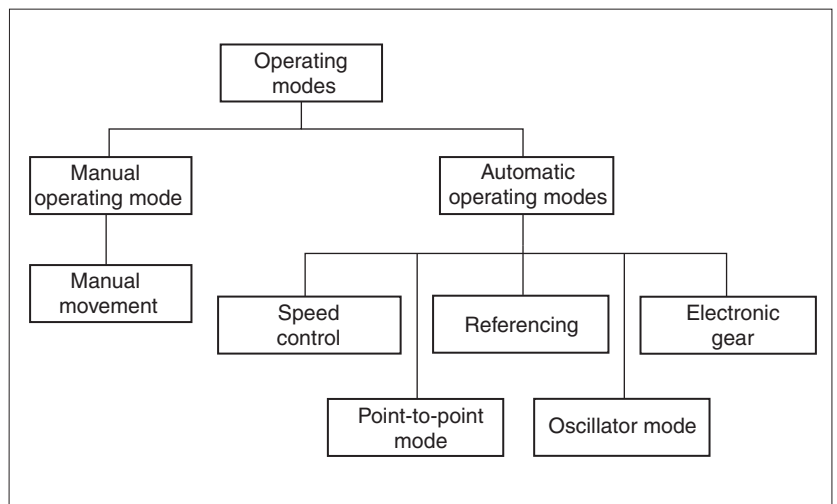 Operating
modes
Manual
operating mode
Automatic
operating modes
Manual
movement
Speed
control
Referencing
Electronic
gear
Point-to-point
mode
Oscillator mode